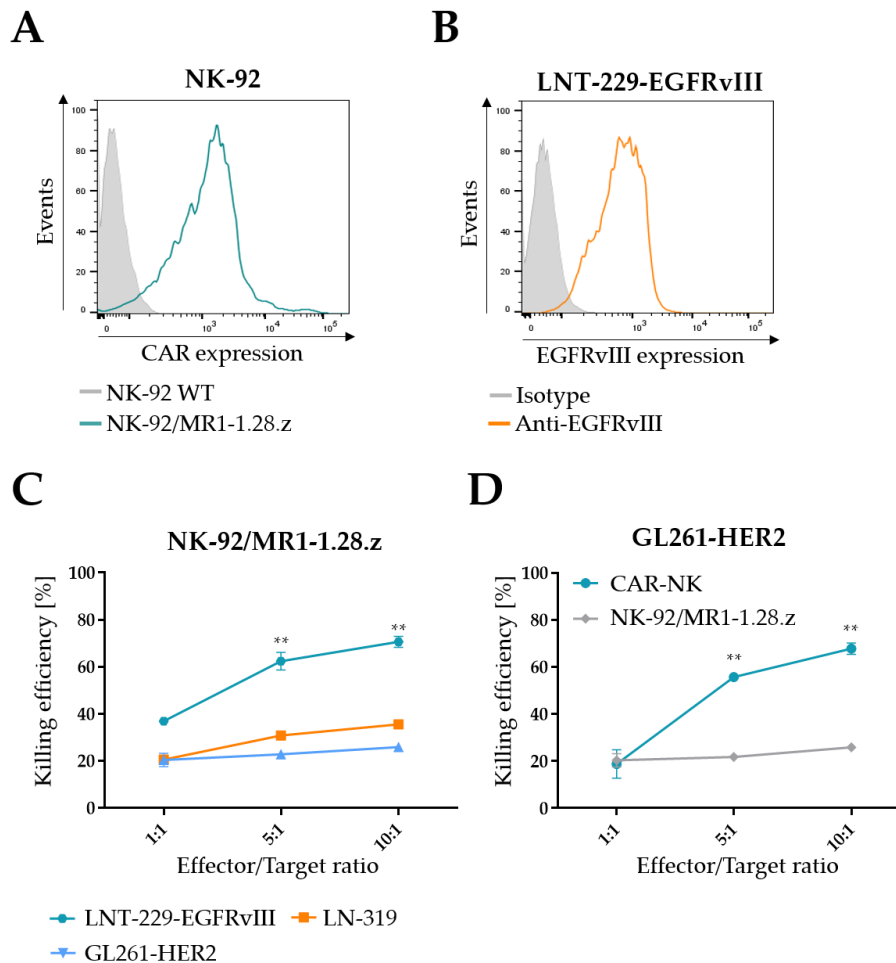 A
NK-92
Events
100
80
60
40
20
0
0
10³
10⁴
10⁵
CAR expression
NK-92 WT
NK-92/MR1-1.28.z
B
LNT-229-EGFRvIII
Events
100
80
60
40
20
0
0
10³
10⁴
10⁵
EGFRvIII expression
Isotype
Anti-EGFRvIII
C
NK-92/MR1-1.28.z
Killing efficiency [%]
100
80
60
40
20
0
**
**
1:1
5:1
10:1
Effector/Target ratio
LNT-229-EGFRvIII
LN-319
GL261-HER2
D
GL261-HER2
Killing efficiency [%]
100
80
60
40
20
0
CAR-NK
NK-92/MR1-1.28.z
**
**
1:1
5:1
10:1
Effector/Target ratio